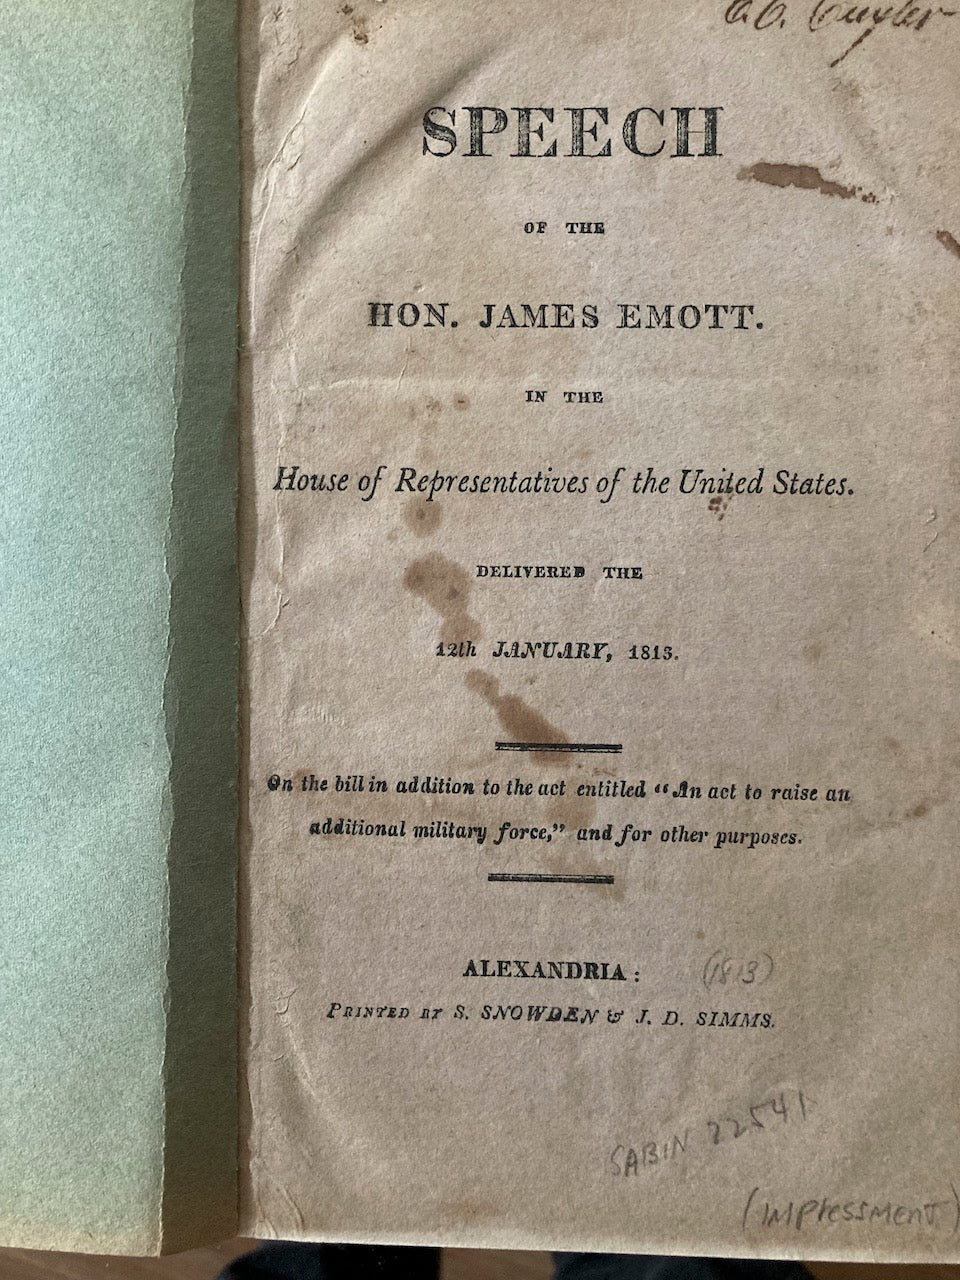 SPEECH
OF THE
HON. JAMES EMOTT.
IN THE
House of Representatives of the United States.
DELIVERED THE
12th JANUARY, 1813.
On the bill in addition to the act entitled “An act to raise an
additional military force,” and for other purposes.
ALEXANDRIA: (1813)
PRINTED BY S. SNOWDEN & J. D. SIMMS.
SABIN 22541
(IMPressment)